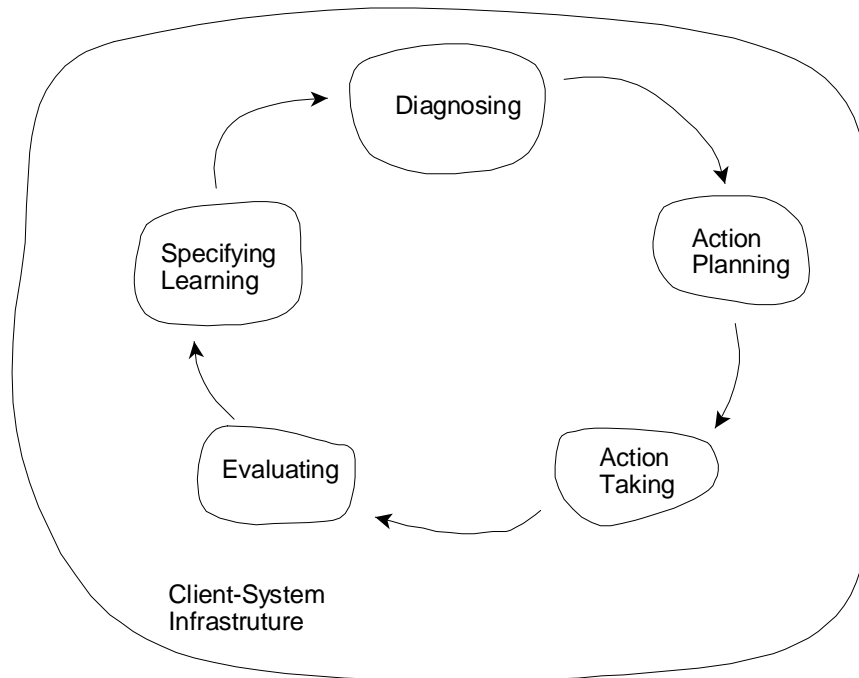 Diagnosing
Action
Planning
Action
Taking
Evaluating
Specifying
Learning
Client-System
Infrastruture